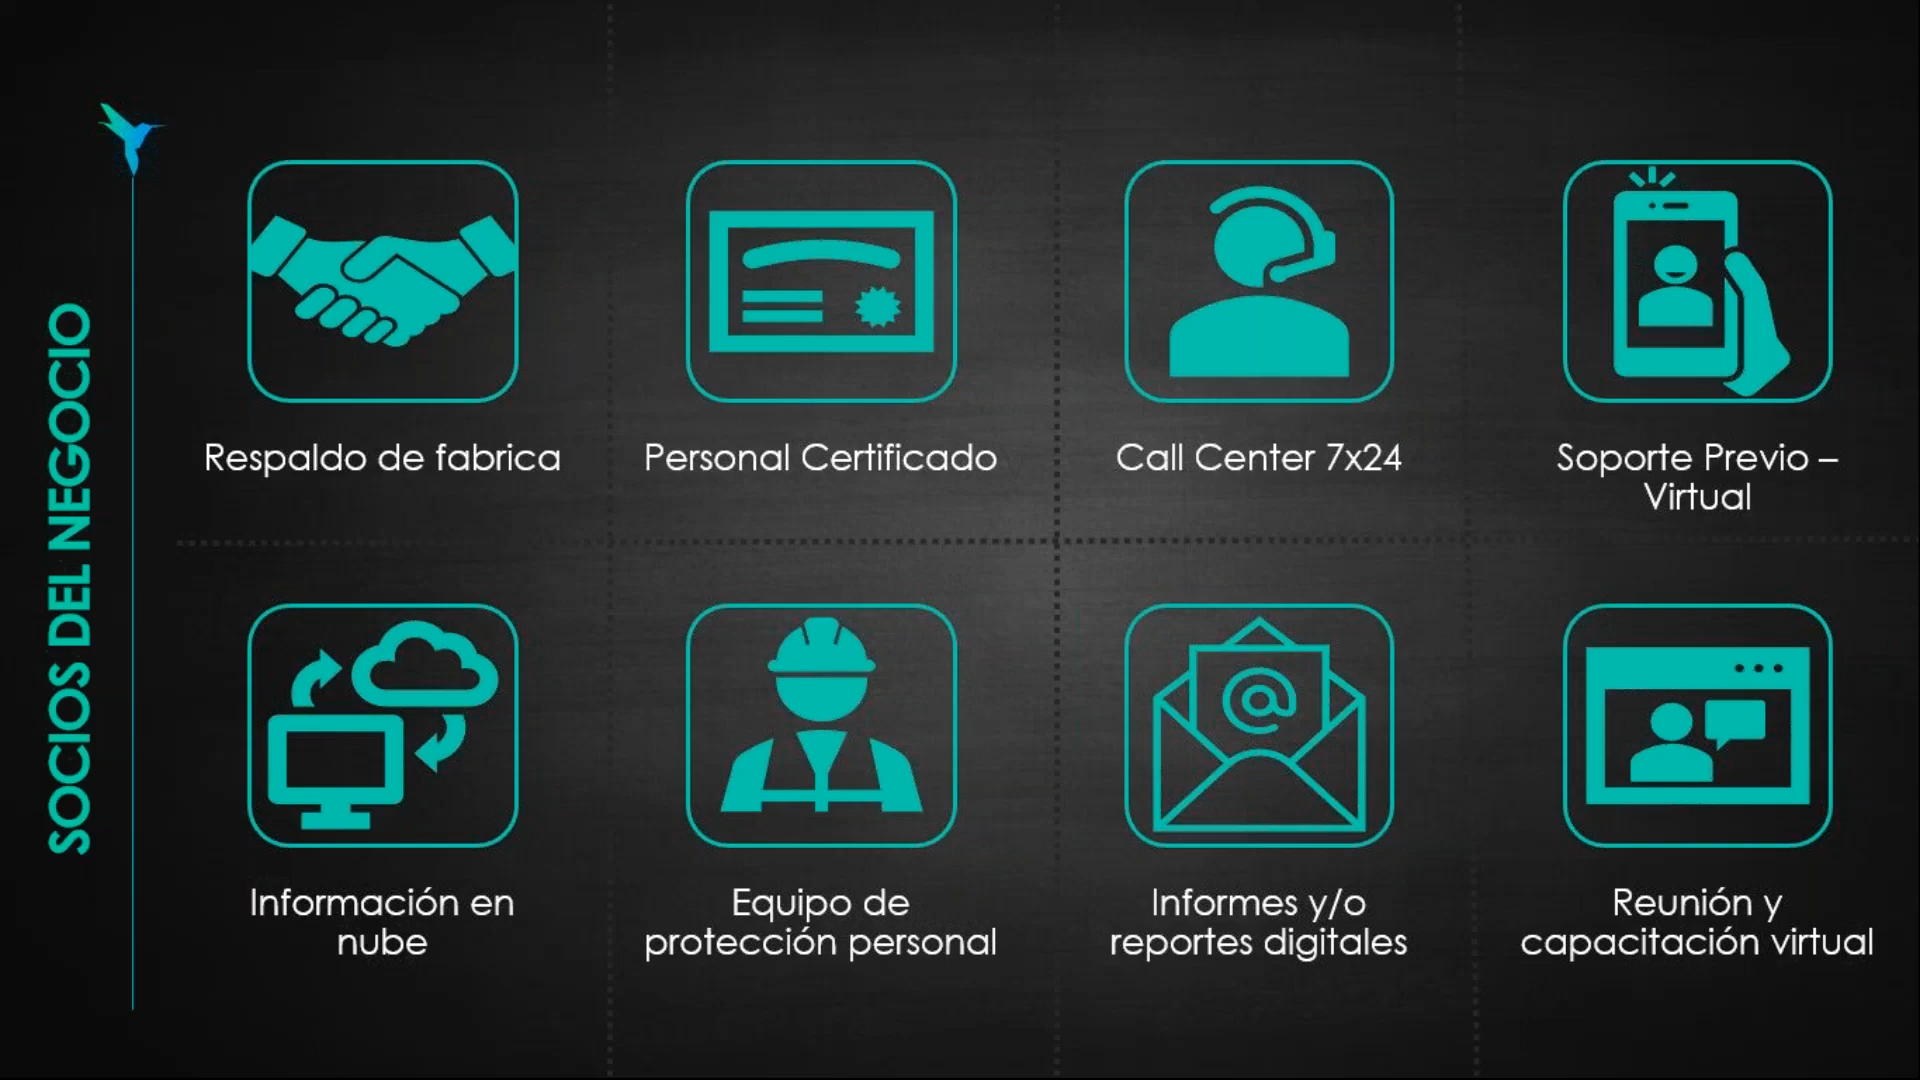 SOCIOS DEL NEGOCIO
Respaldo de fabrica
Personal Certificado
Call Center 7x24
Soporte Previo –
Virtual
Información en
nube
Equipo de
protección personal
@
Informes y/o
reportes digitales
Reunión y
capacitación virtual